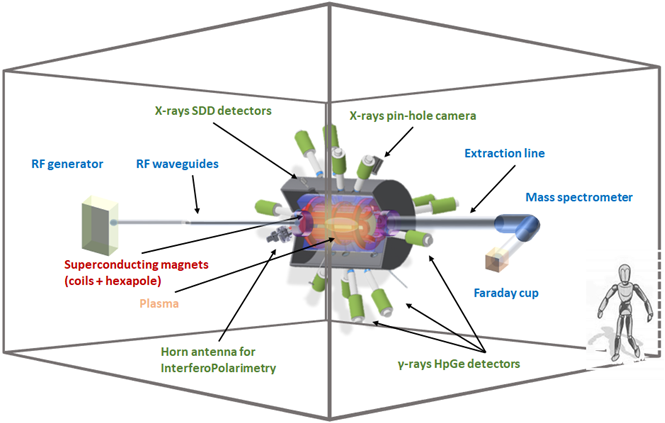 X-rays SDD detectors
X-rays pin-hole camera
RF generator
RF waveguides
Extraction line
Mass spectrometer
Superconducting magnets
(coils + hexapole)
Plasma
Faraday cup
Horn antenna for
InterferoPolarimetry
γ-rays HpGe detectors